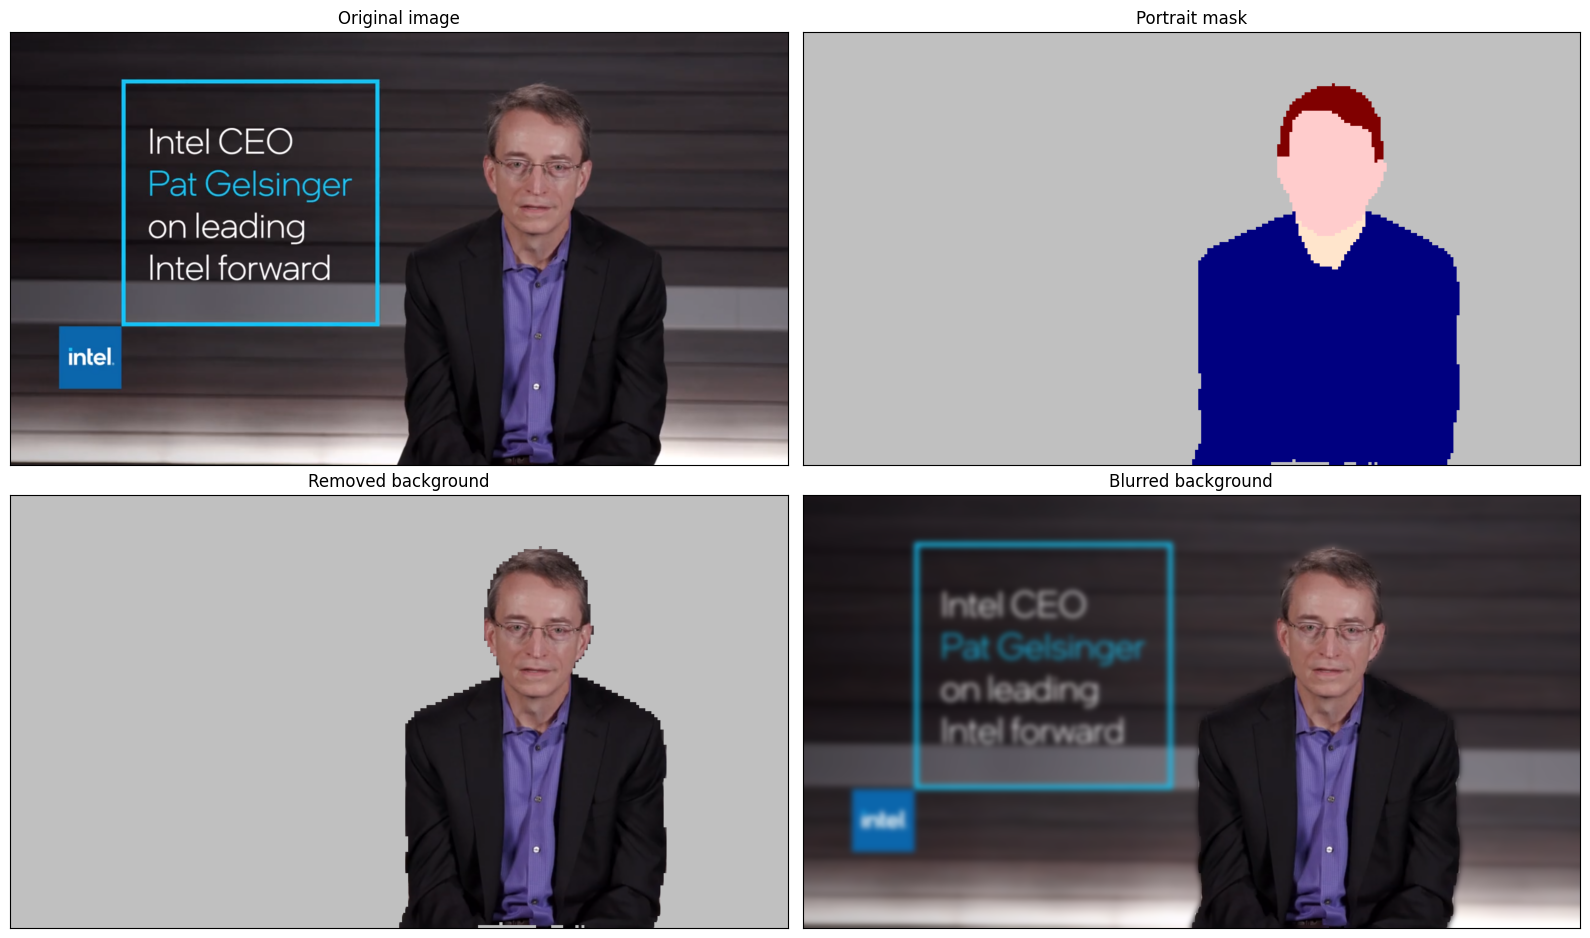 Original image
Portrait mask
Intel CEO
Pat Gelsinger
on leading
Intel forward
intel.
Removed background
Blurred background
Intel CEO
Pat Gelsinger
on leading
Intel forward
intel